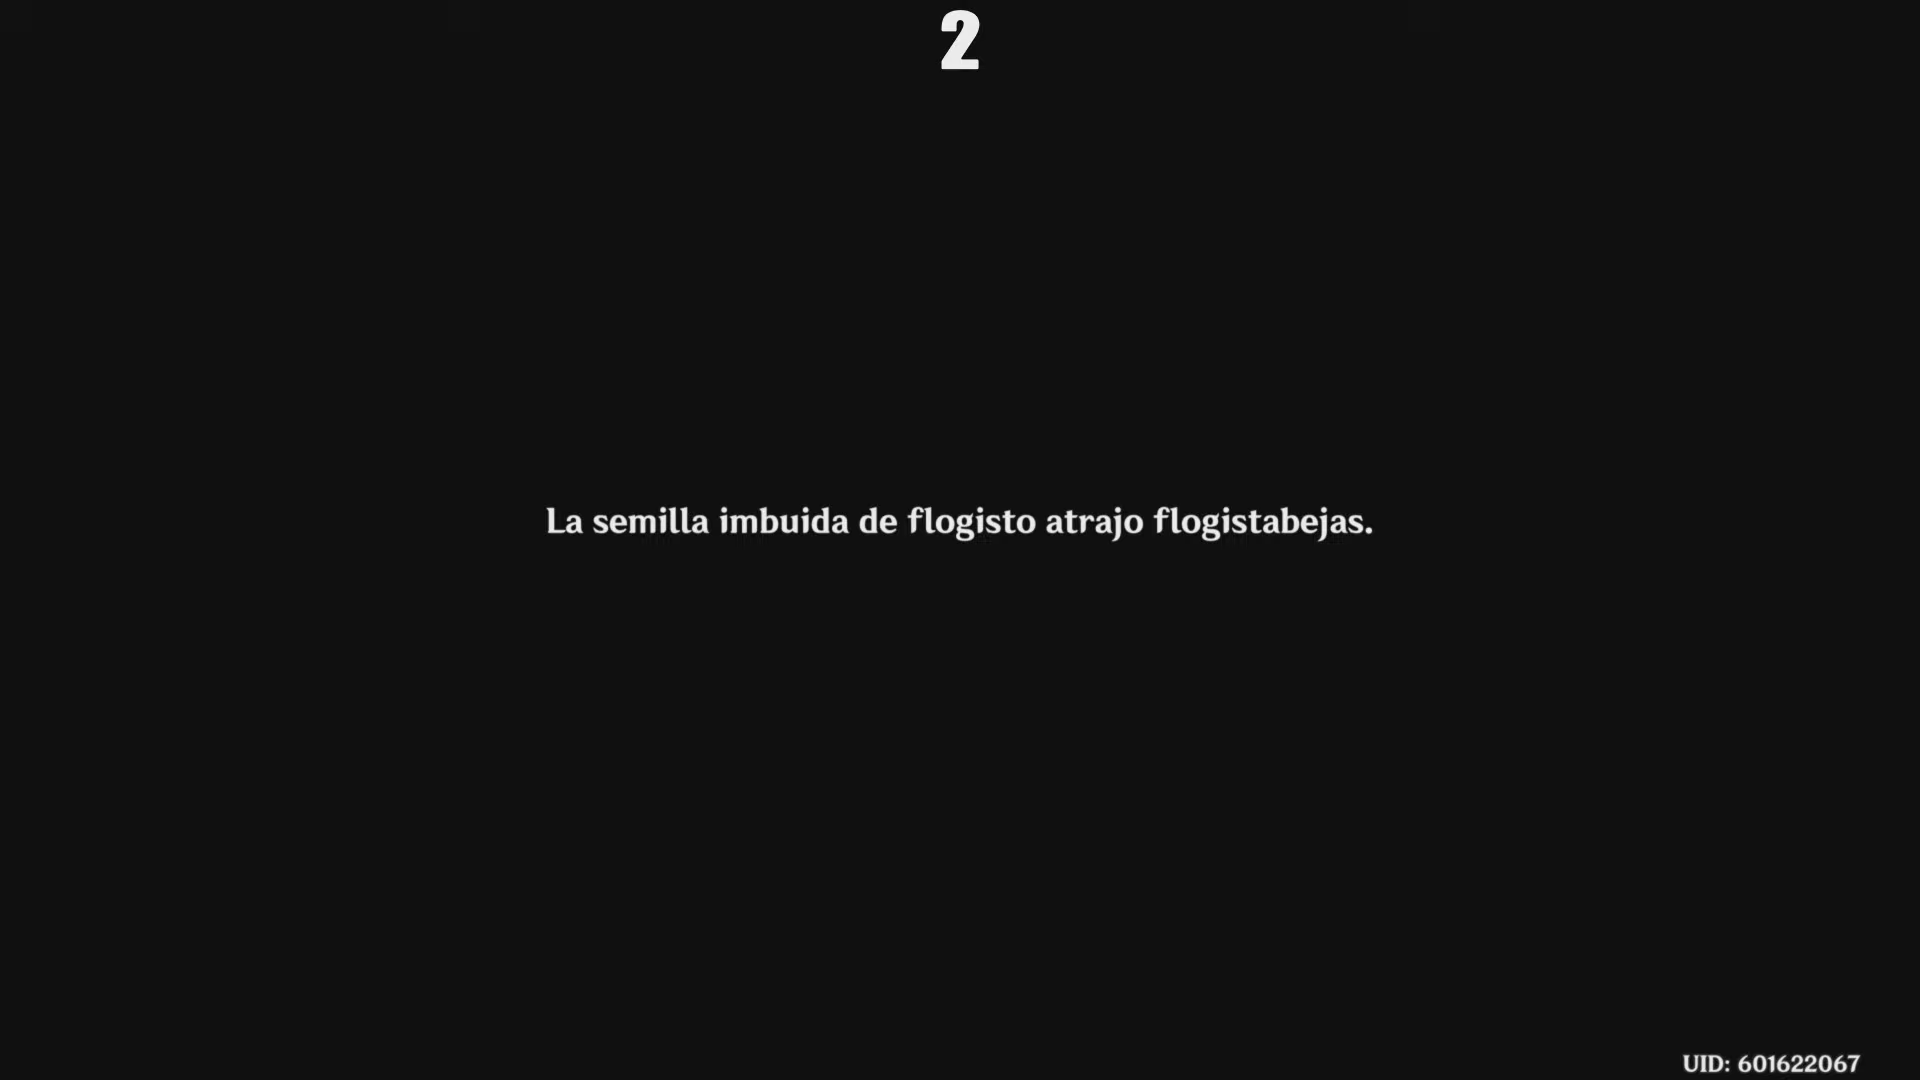 2
La semilla imbuida de flogisto atrajo flogistabejas.
UID: 601622067